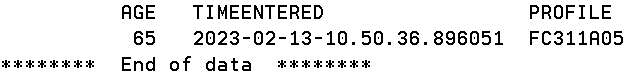 AGE   TIMEENTERED                 PROFILE
65   2023-02-13-10.50.36.896051  FC311A05
********  End of data  ********